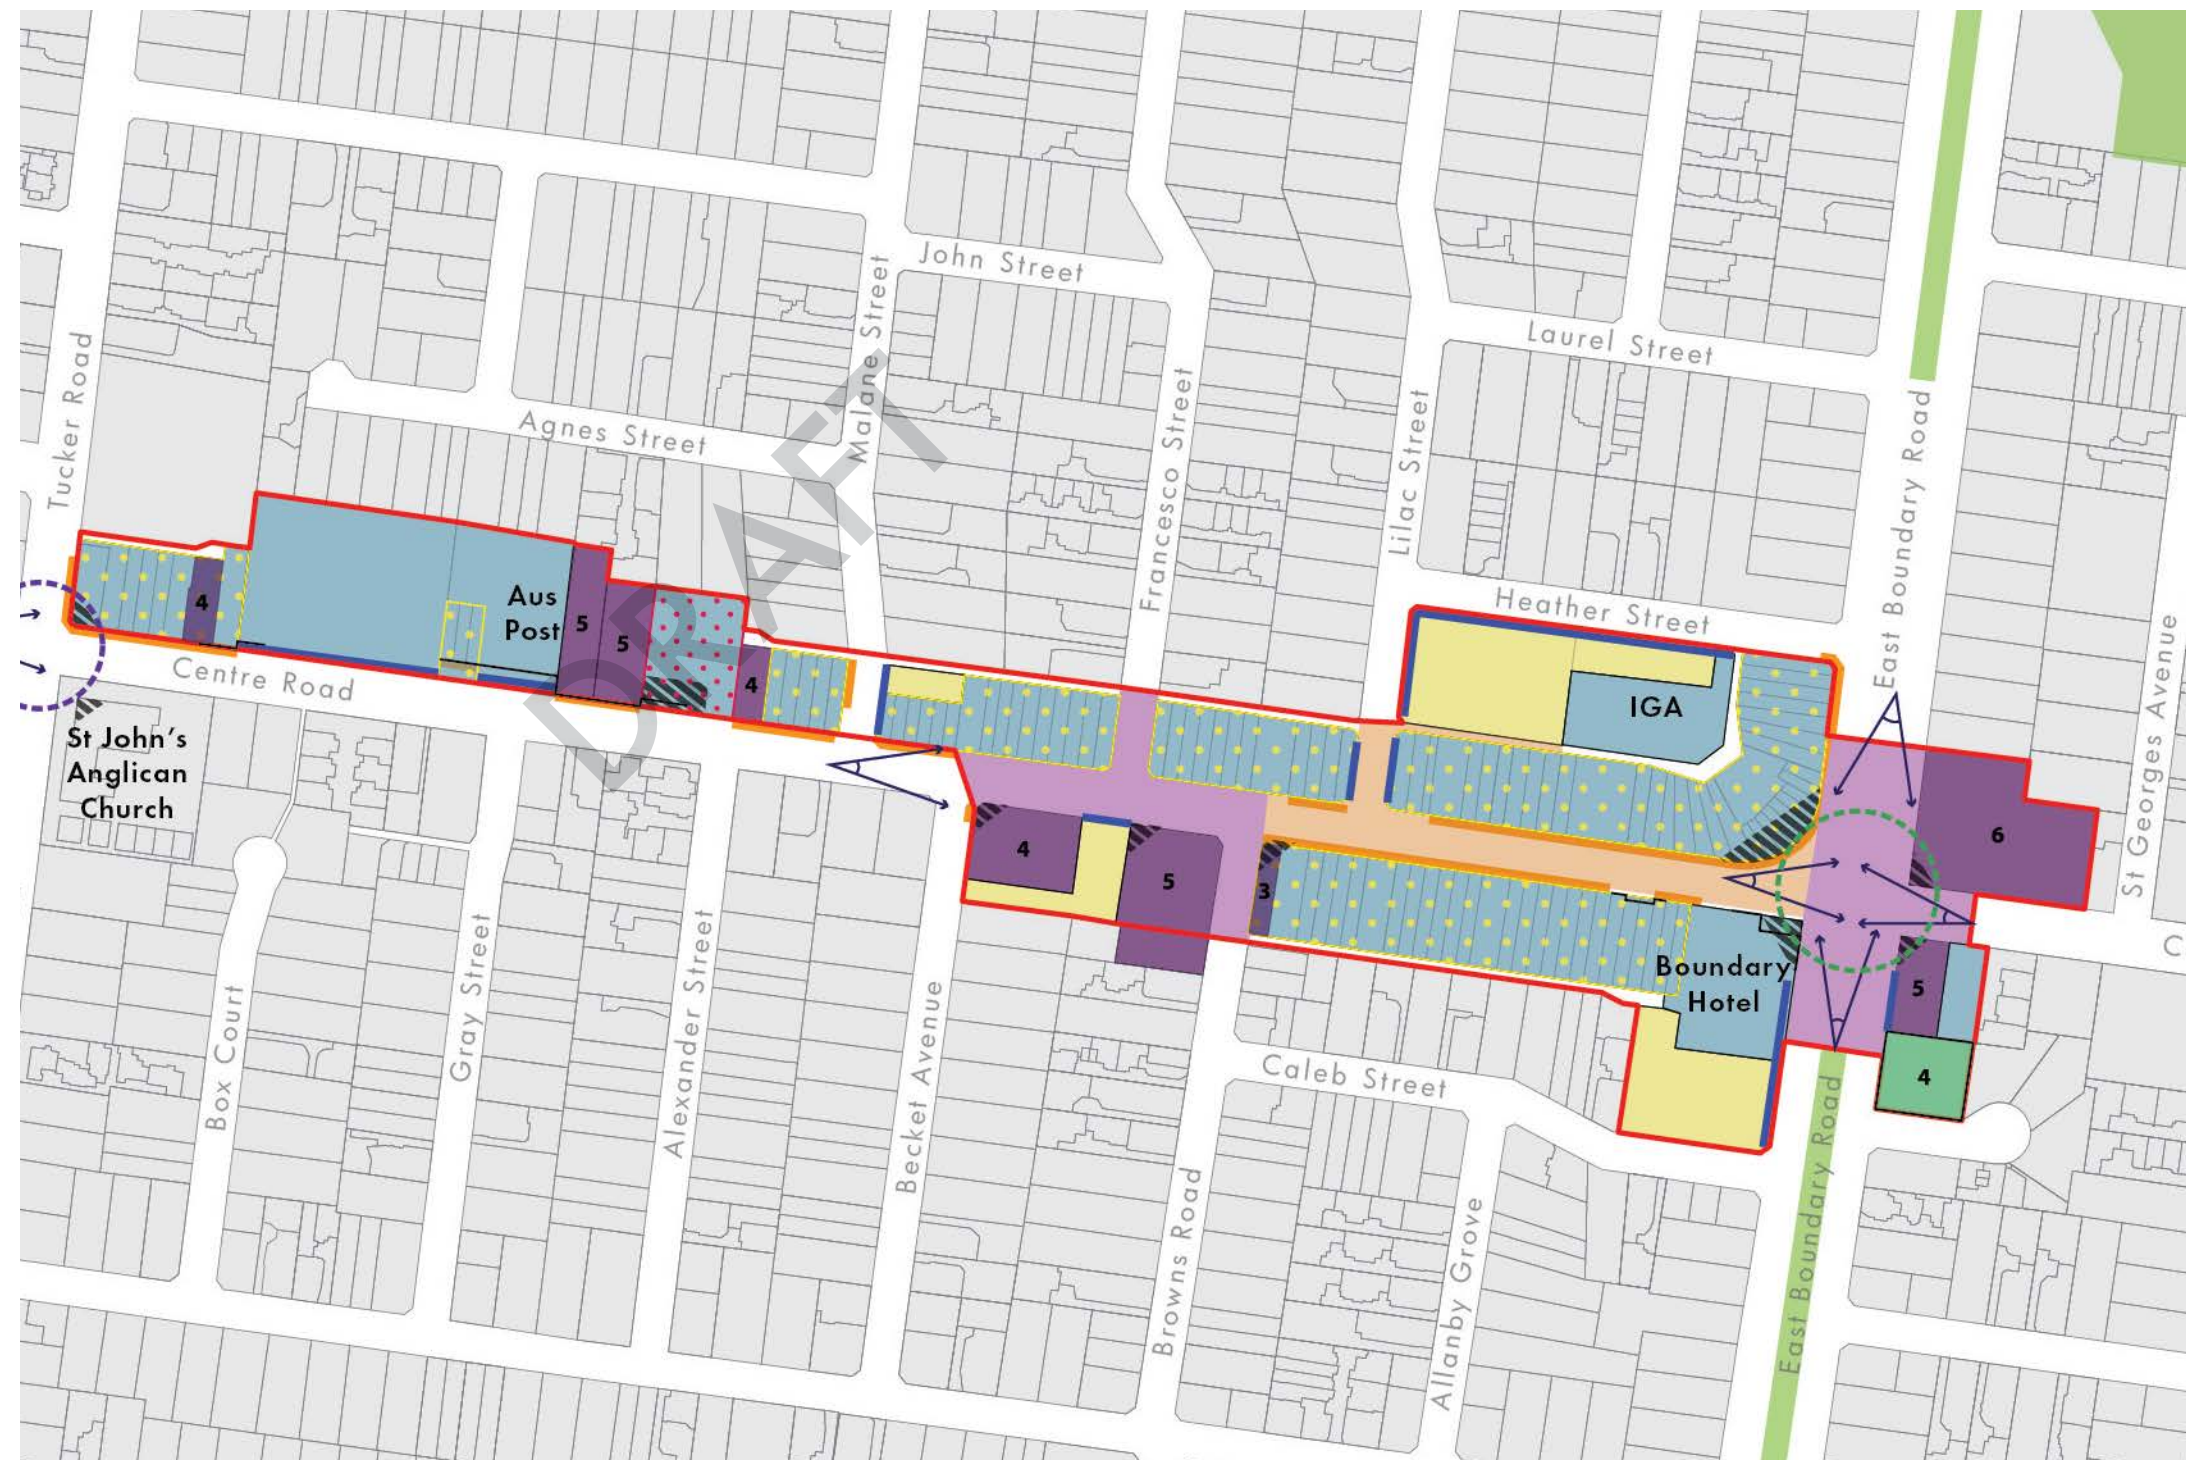 John Street
Laurel Street
Malane Street
Tucker Road
Agnes Street
Francesco Street
Lilac Street
East Boundary Road
Heather Street
St Georges Avenue
DRAFT
4
Aus
Post
5
5
4
IGA
Centre Road
St John's
Anglican
Church
4
5
3
6
C
Boundary
Hotel
5
4
Box Court
Gray Street
Alexander Street
Becket Avenue
Browns Road
Caleb Street
Allanby Grove
East Boundary Road